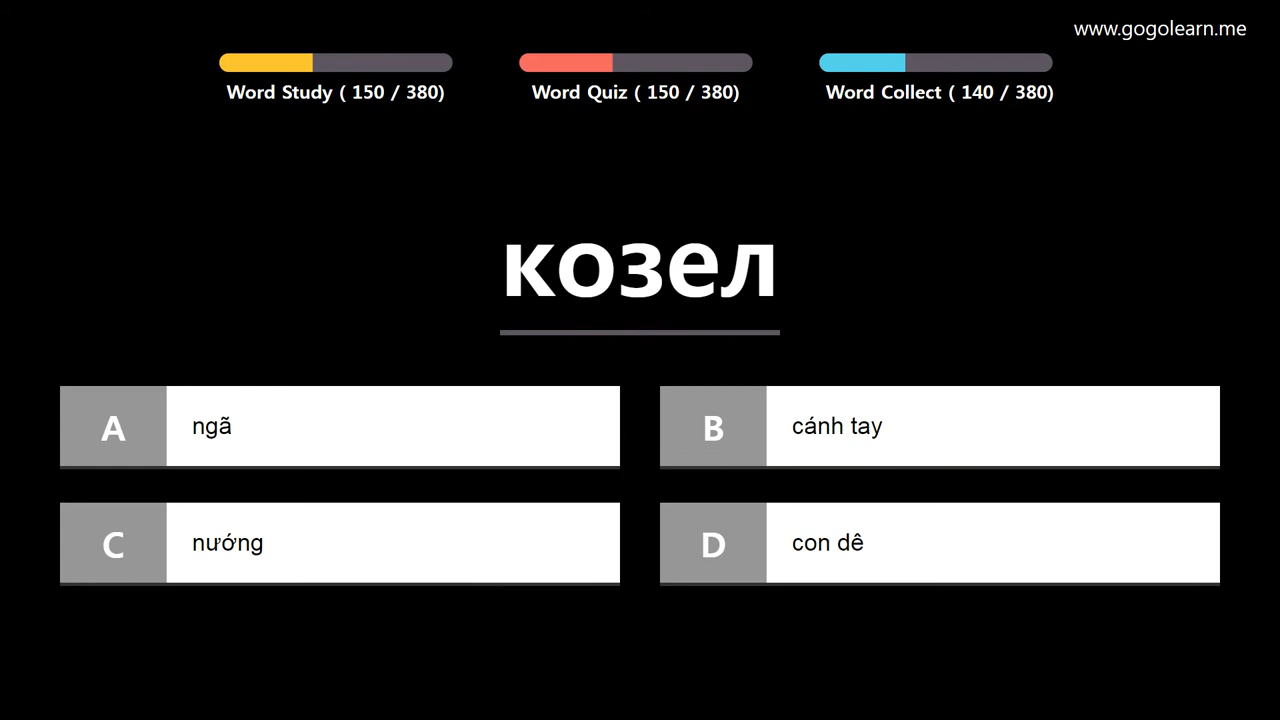 www.gogolearn.me
Word Study ( 150 / 380)
Word Quiz ( 150 / 380)
Word Collect ( 140 / 380)
козел
A ngã
B cánh tay
C nướng
D con dê